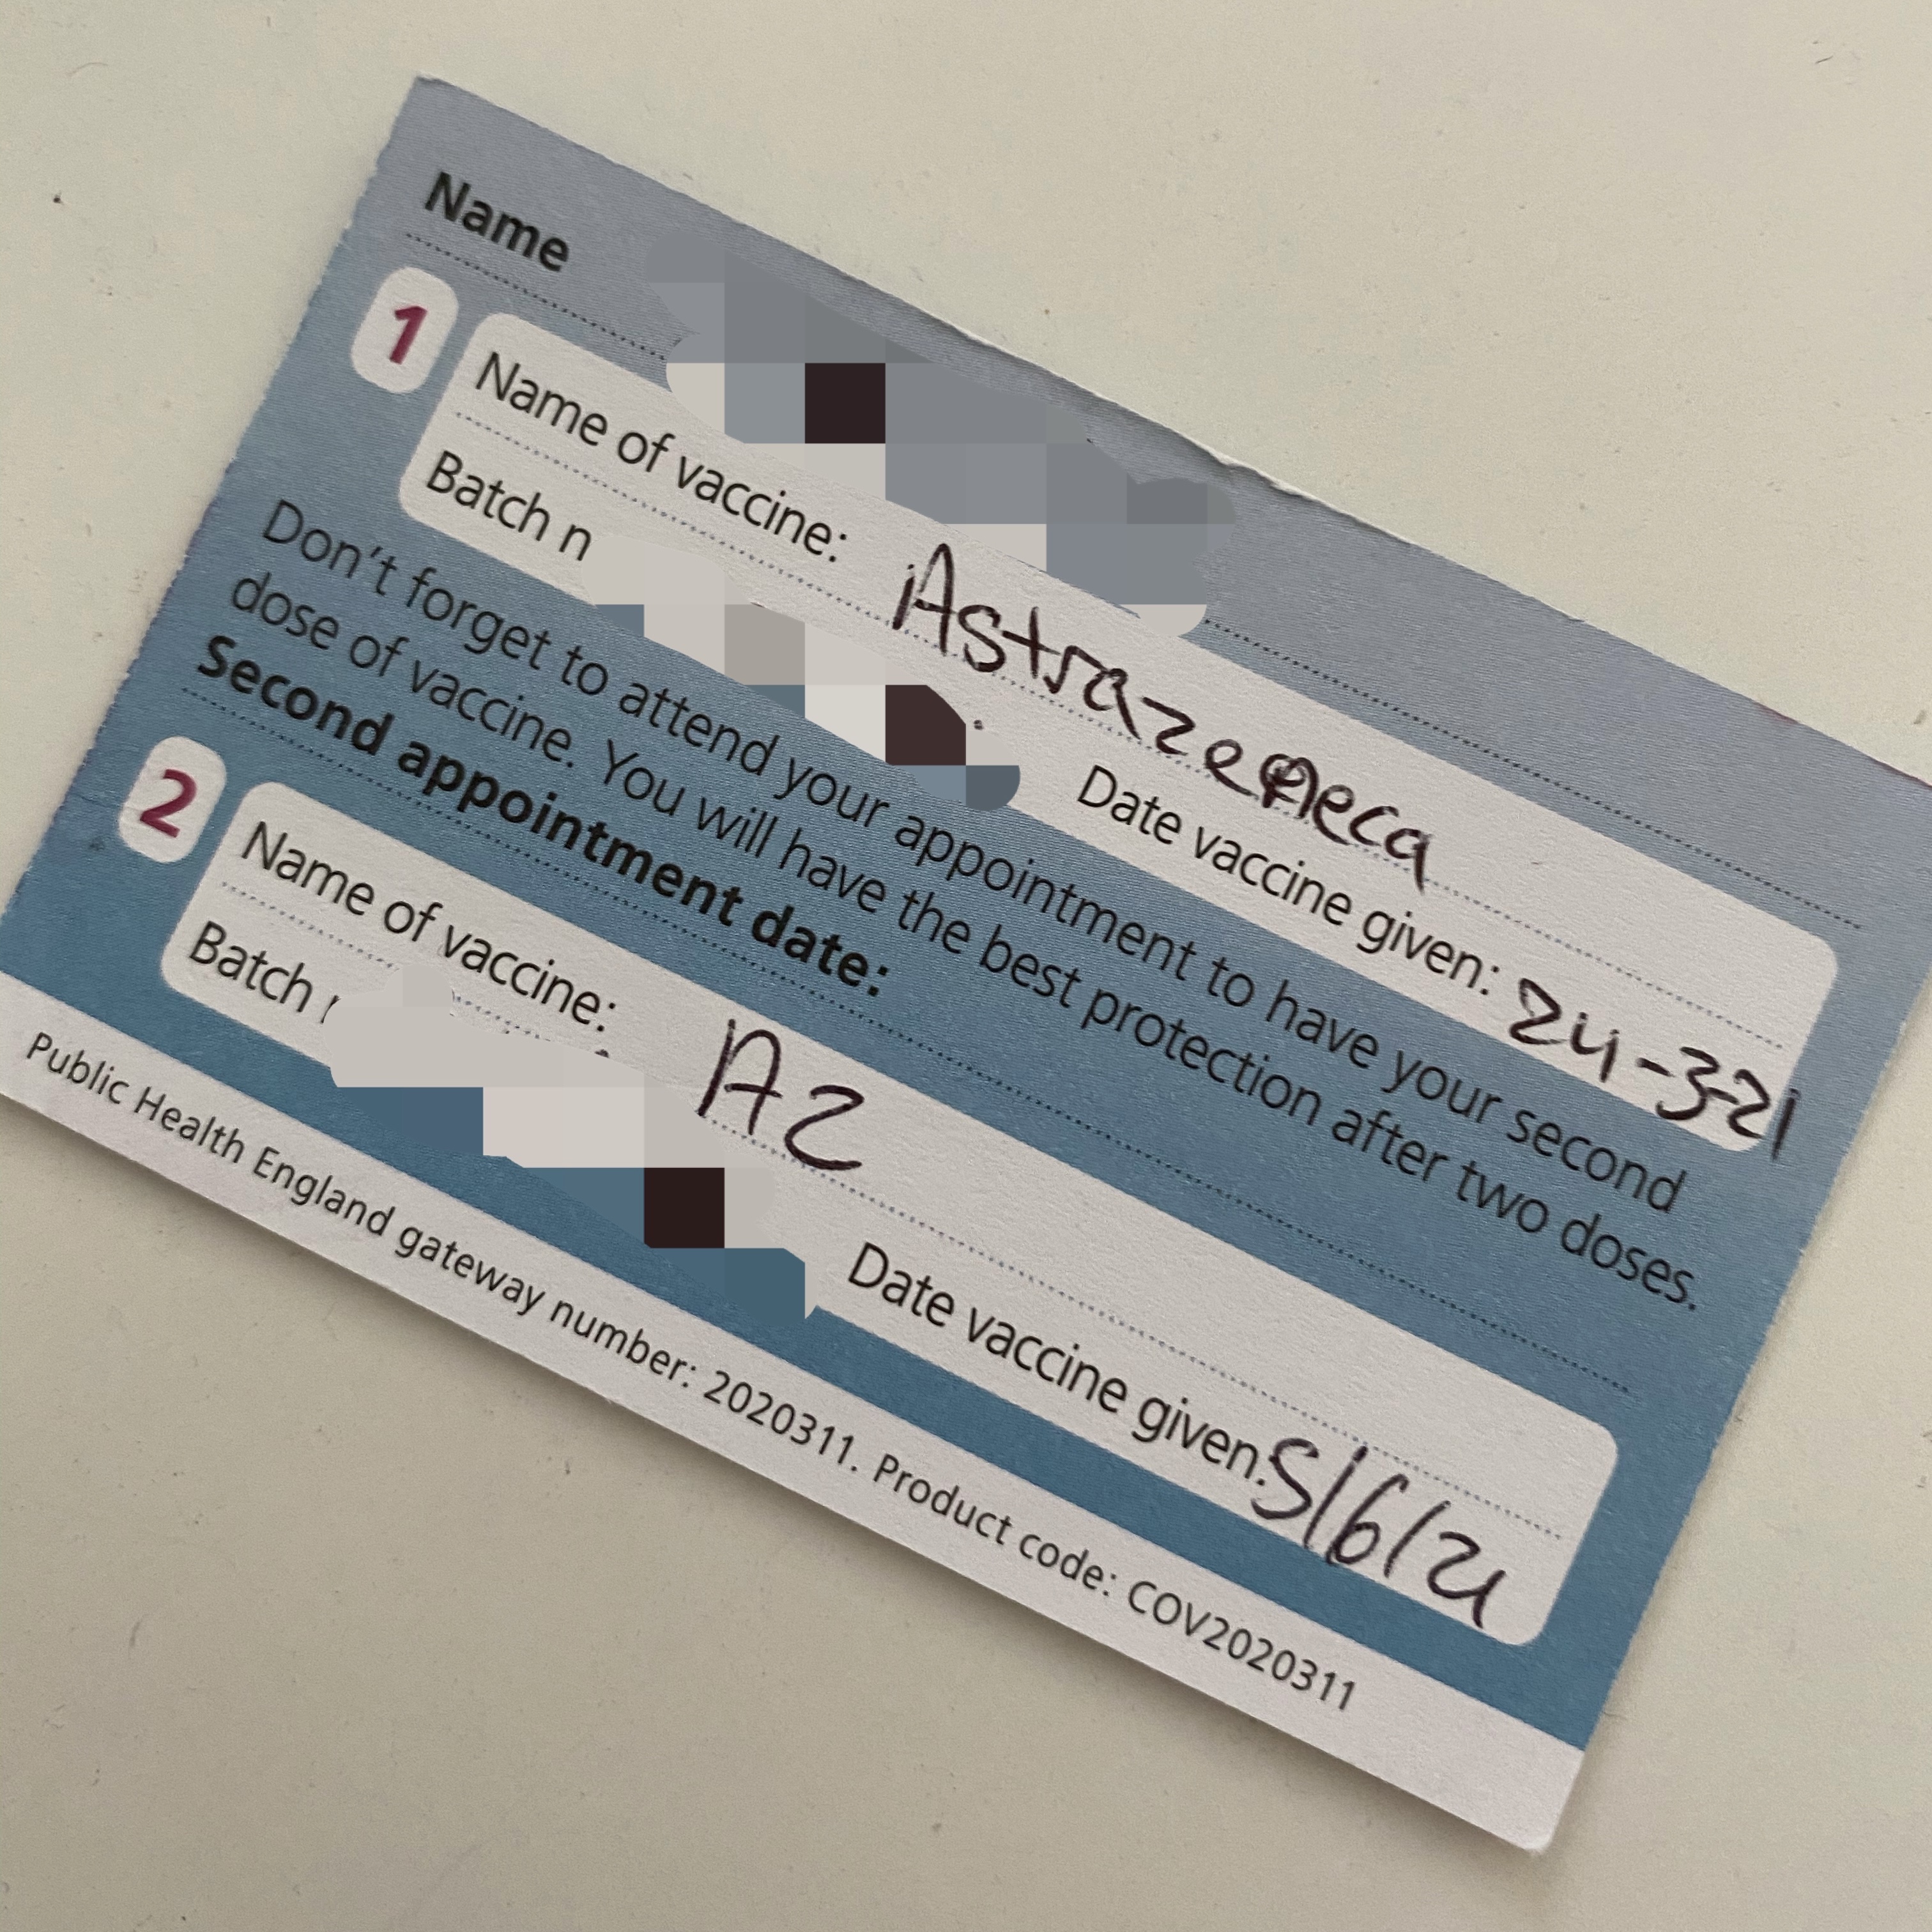 Name
1
Name of vaccine: AstraZeneca
Batch n
Date vaccine given: 24-3-21
Don't forget to attend your appointment to have your second
dose of vaccine. You will have the best protection after two doses.
Second appointment date:
2
Name of vaccine: AZ
Batch
Date vaccine given: 5/6/21
Public Health England gateway number: 2020311. Product code: COV2020311